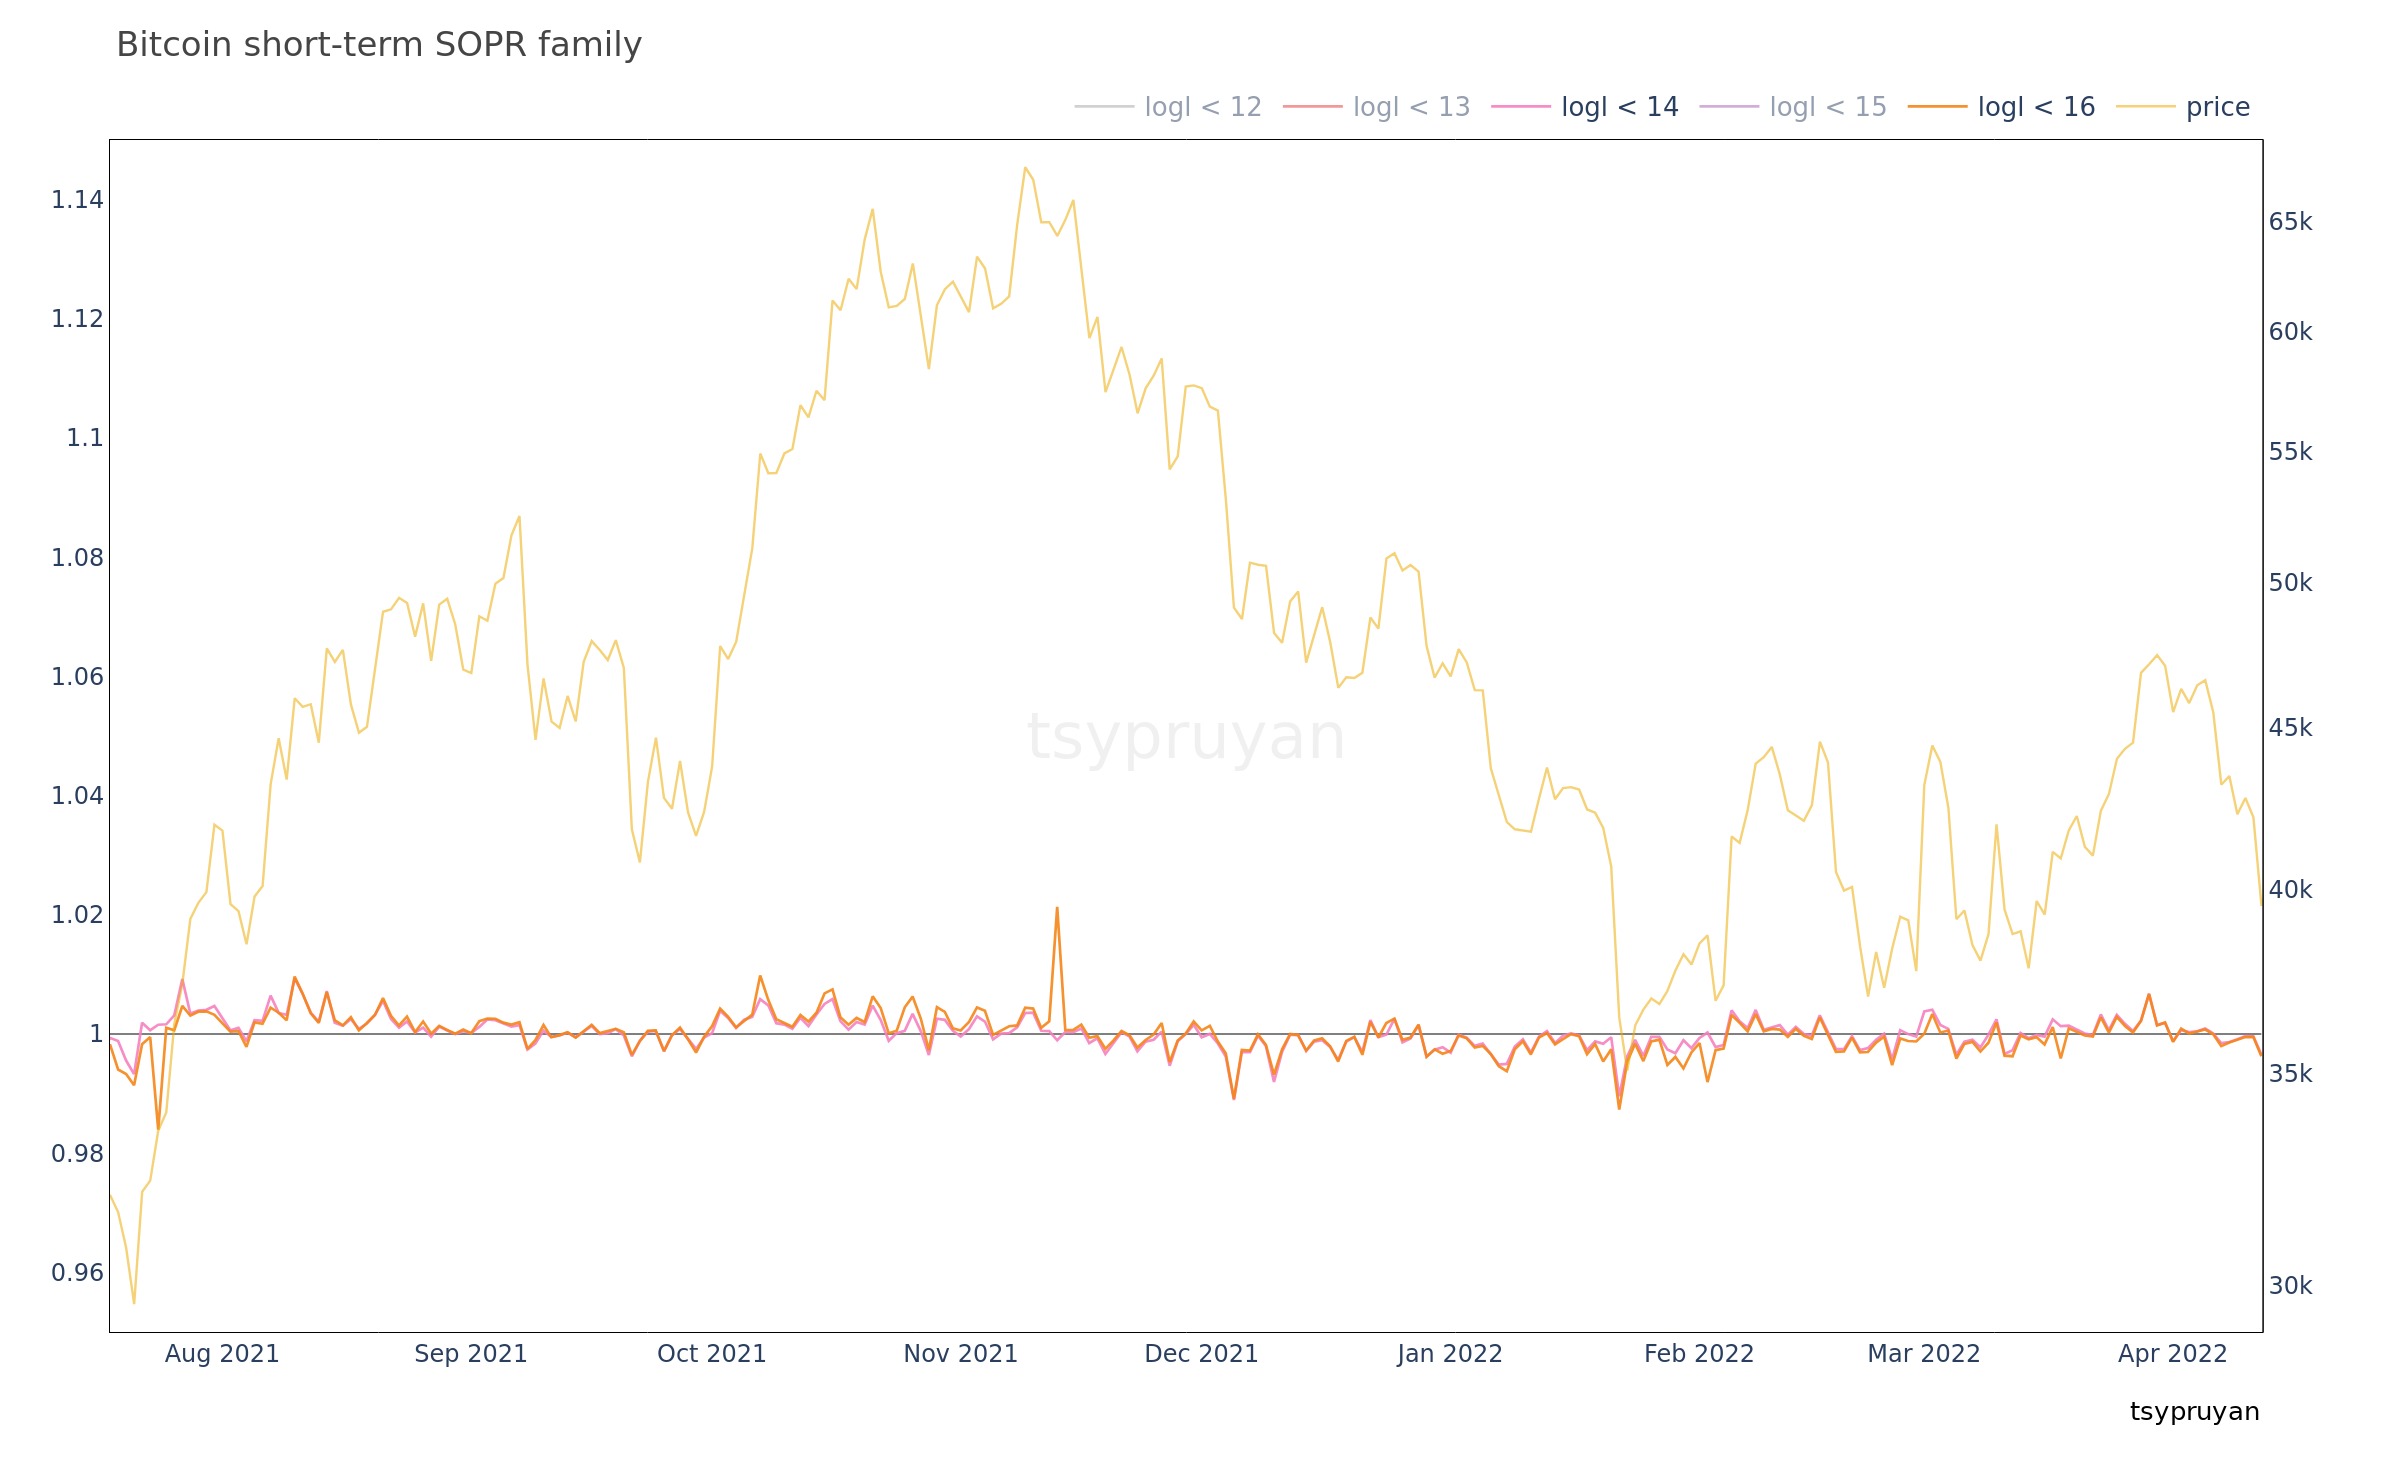 Bitcoin short-term SOPR family
logl < 12 logl < 13 logl < 14 logl < 15 logl < 16 price
1.14
1.12
1.1
1.08
1.06
1.04
1.02
1
0.98
0.96
65k
60k
55k
50k
45k
40k
35k
30k
tsypruyan
Aug 2021 Sep 2021 Oct 2021 Nov 2021 Dec 2021 Jan 2022 Feb 2022 Mar 2022 Apr 2022
tsypruyan